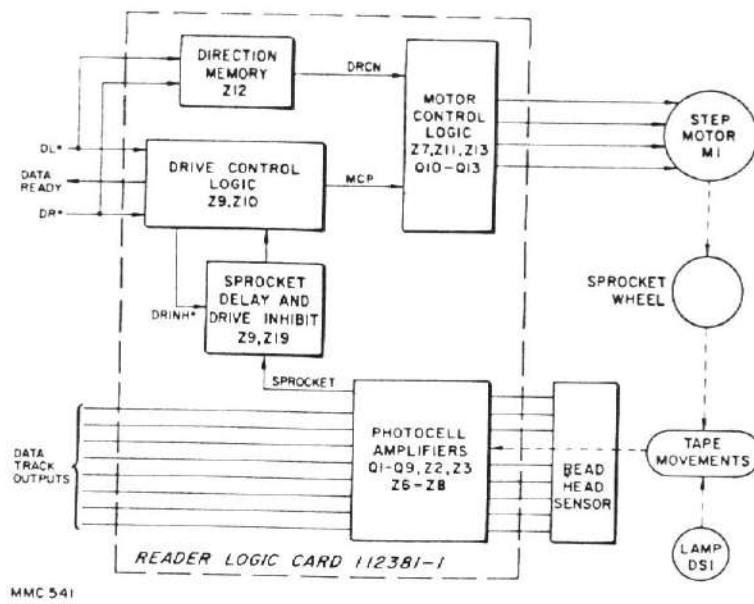 DIRECTION
MEMORY
Z12
DRCN
MOTOR
CONTROL
LOGIC
Z7,Z11,Z13
Q10-Q13
STEP
MOTOR
M1
DL*
DATA
READY
DR*
DRIVE CONTROL
LOGIC
Z9,Z10
MCP
SPROCKET
WHEEL
DRINH*
SPROCKET
DELAY AND
DRIVE INHIBIT
Z9,Z19
SPROCKET
DATA
TRACK
OUTPUTS
PHOTOCELL
AMPLIFIERS
Q1-Q9,Z2,Z3
Z6-Z8
READ
HEAD
SENSOR
TAPE
MOVEMENTS
LAMP
DS1
READER LOGIC CARD 112381-1
MMC 541